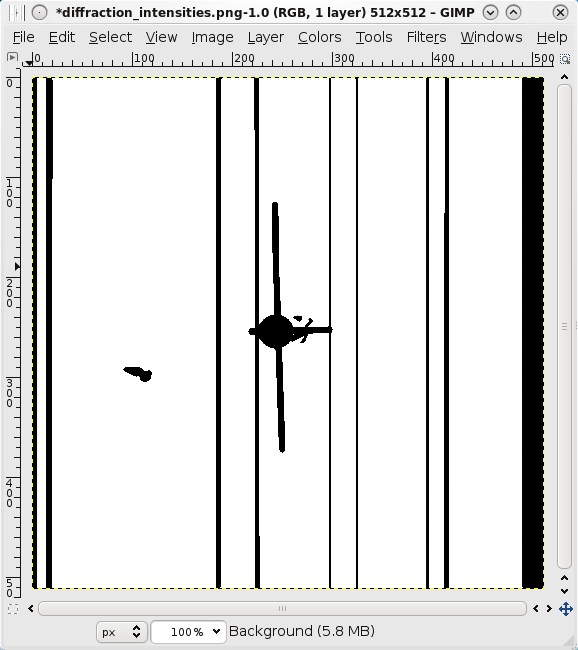 *diffraction_intensities.png-1.0 (RGB, 1 layer) 512x512 – GIMP
File Edit Select View Image Layer Colors Tools Filters Windows Help
0 100 200 300 400 500
0
100
200
300
400
50
px 100% Background (5.8 MB)